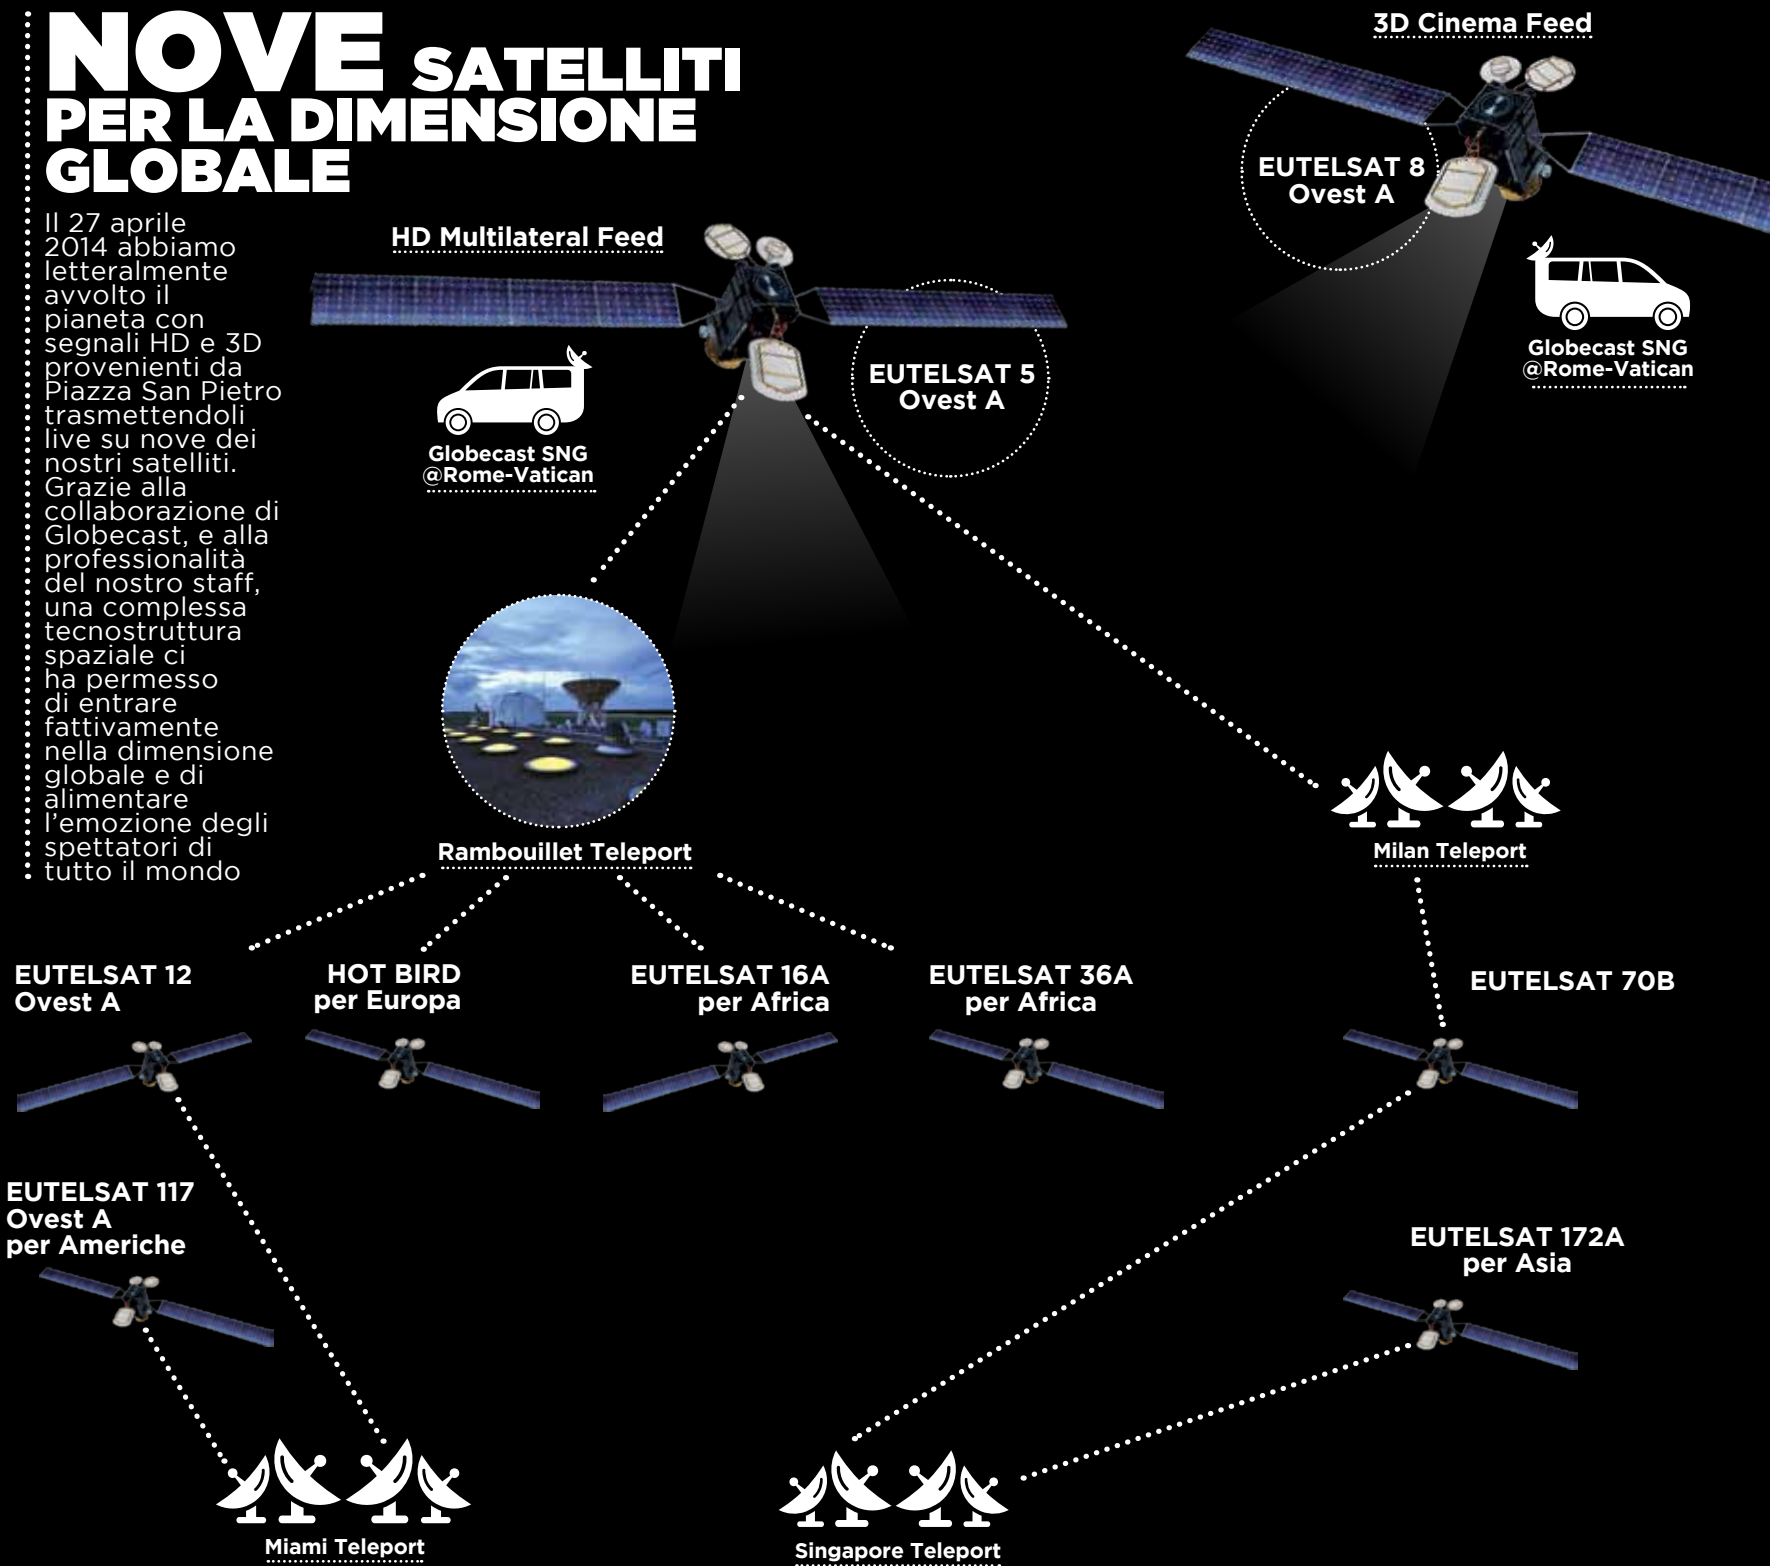 NOVE SATELLITI
PER LA DIMENSIONE
GLOBALE
Il 27 aprile
2014 abbiamo
letteralmente
avvolto il
pianeta con
segnali HD e 3D
provenienti da
Piazza San Pietro
trasmettendoli
live su nove dei
nostri satelliti.
Grazie alla
collaborazione di
Globecast, e alla
professionalità
del nostro staff,
una complessa
tecnostruttura
spaziale ci
ha permesso
di entrare
fattivamente
nella dimensione
globale e di
alimentare
l'emozione degli
spettatori di
tutto il mondo
HD Multilateral Feed
EUTELSAT 5
Ovest A
Globecast SNG
@Rome-Vatican
3D Cinema Feed
EUTELSAT 8
Ovest A
Globecast SNG
@Rome-Vatican
Rambouillet Teleport
Milan Teleport
EUTELSAT 12
Ovest A
HOT BIRD
per Europa
EUTELSAT 16A
per Africa
EUTELSAT 36A
per Africa
EUTELSAT 70B
EUTELSAT 117
Ovest A
per Americhe
EUTELSAT 172A
per Asia
Miami Teleport
Singapore Teleport